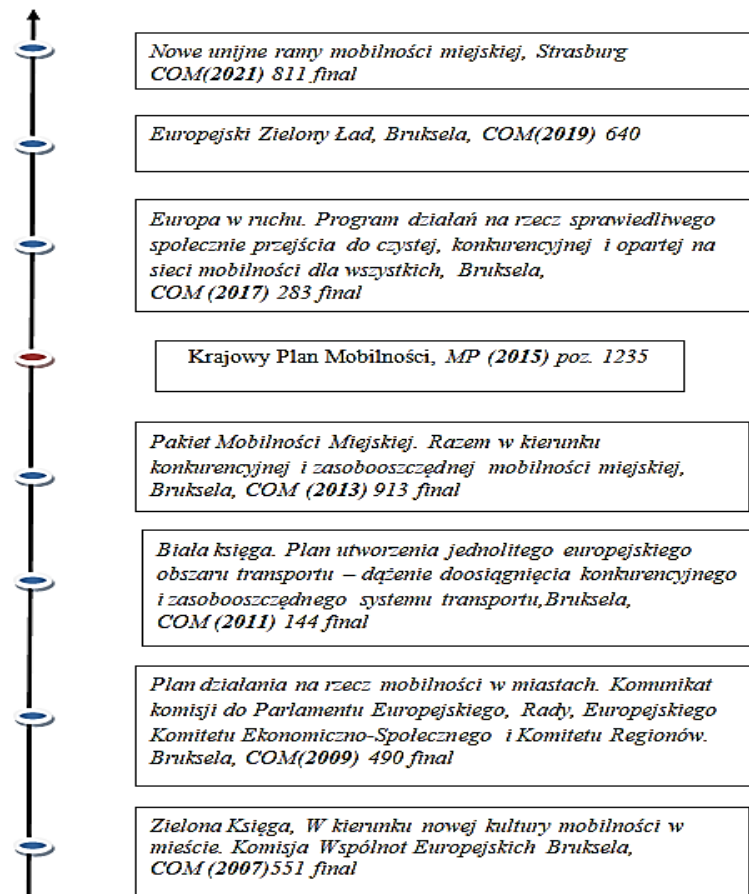 Nowe unijne ramy mobilności miejskiej, Strasburg
COM(2021) 811 final
Europejski Zielony Ład, Bruksela, COM(2019) 640
Europa w ruchu. Program działań na rzecz sprawiedliwego
społecznie przejścia do czystej, konkurencyjnej i opartej na
sieci mobilności dla wszystkich, Bruksela,
COM (2017) 283 final
Krajowy Plan Mobilności, MP (2015) poz. 1235
Pakiet Mobilności Miejskiej. Razem w kierunku
konkurencyjnej i zasobooszczędnej mobilności miejskiej,
Bruksela, COM (2013) 913 final
Biała księga. Plan utworzenia jednolitego europejskiego
obszaru transportu – dążenie doosiągnięcia konkurencyjnego
i zasobooszczędnego systemu transportu,Bruksela,
COM (2011) 144 final
Plan działania na rzecz mobilności w miastach. Komunikat
komisji do Parlamentu Europejskiego, Rady, Europejskiego
Komitetu Ekonomiczno-Społecznego i Komitetu Regionów.
Bruksela, COM(2009) 490 final
Zielona Księga, W kierunku nowej kultury mobilności w
mieście. Komisja Wspólnot Europejskich Bruksela,
COM (2007)551 final